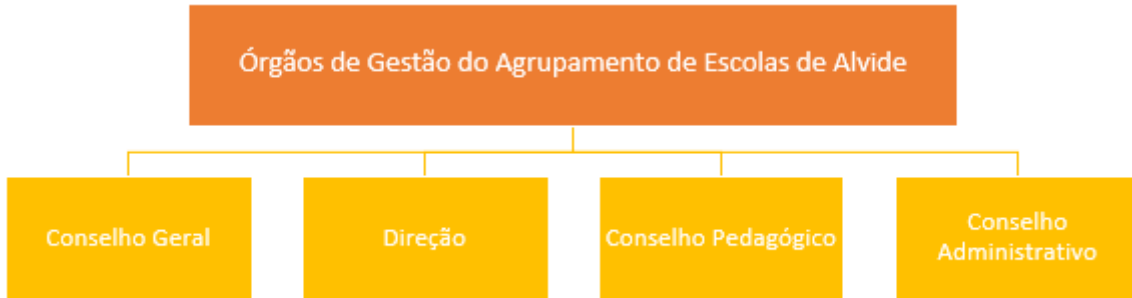 Órgãos de Gestão do Agrupamento de Escolas de Alvide
Conselho Geral
Direção
Conselho Pedagógico
Conselho
Administrativo